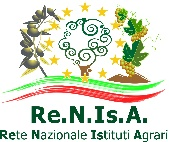 Re.N.Is.A.
Rete Nazionale Istituti Agrari